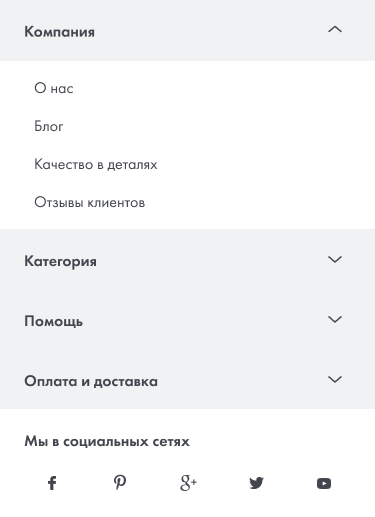 Компания
О нас
Блог
Качество в деталях
Отзывы клиентов
Категория
Помощь
Оплата и доставка
Мы в социальных сетях